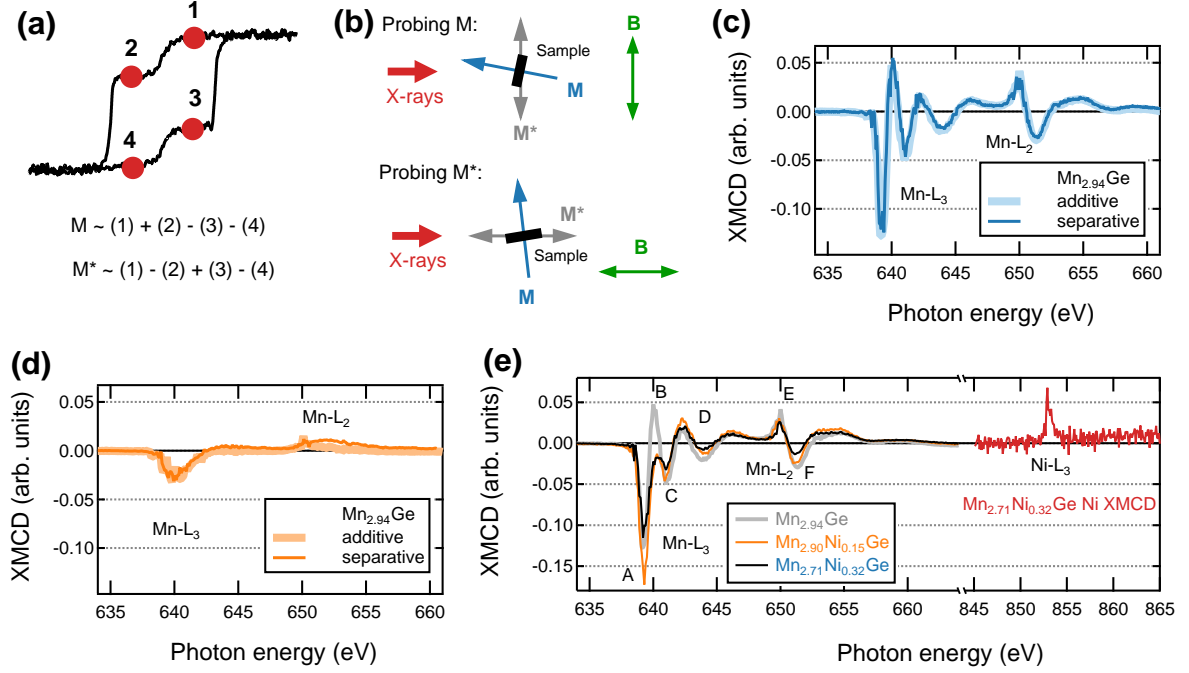 (a)
1
2
3
4
M ~ (1) + (2) - (3) - (4)
M* ~ (1) - (2) + (3) - (4)
(b)
Probing M:
B
Sample
X-rays
M
M*
Probing M*:
M*
B
X-rays
Sample
M
(c)
XMCD (arb. units)
0.05
0.00
-0.05
-0.10
Mn-L2
Mn-L3
Mn2.94Ge
additive
separative
635 640 645 650 655 660
Photon energy (eV)
(d)
XMCD (arb. units)
0.05
0.00
-0.05
-0.10
Mn-L2
Mn-L3
Mn2.94Ge
additive
separative
635 640 645 650 655 660
Photon energy (eV)
(e)
XMCD (arb. units)
0.05
0.00
-0.05
-0.10
-0.15
B
E
D
Mn-L2
F
C
Mn-L3
A
Ni-L3
Mn2.71Ni0.32Ge Ni XMCD
Mn2.94Ge
Mn2.90Ni0.15Ge
Mn2.71Ni0.32Ge
635 640 645 650 655 660 845 850 855 860 865
Photon energy (eV)